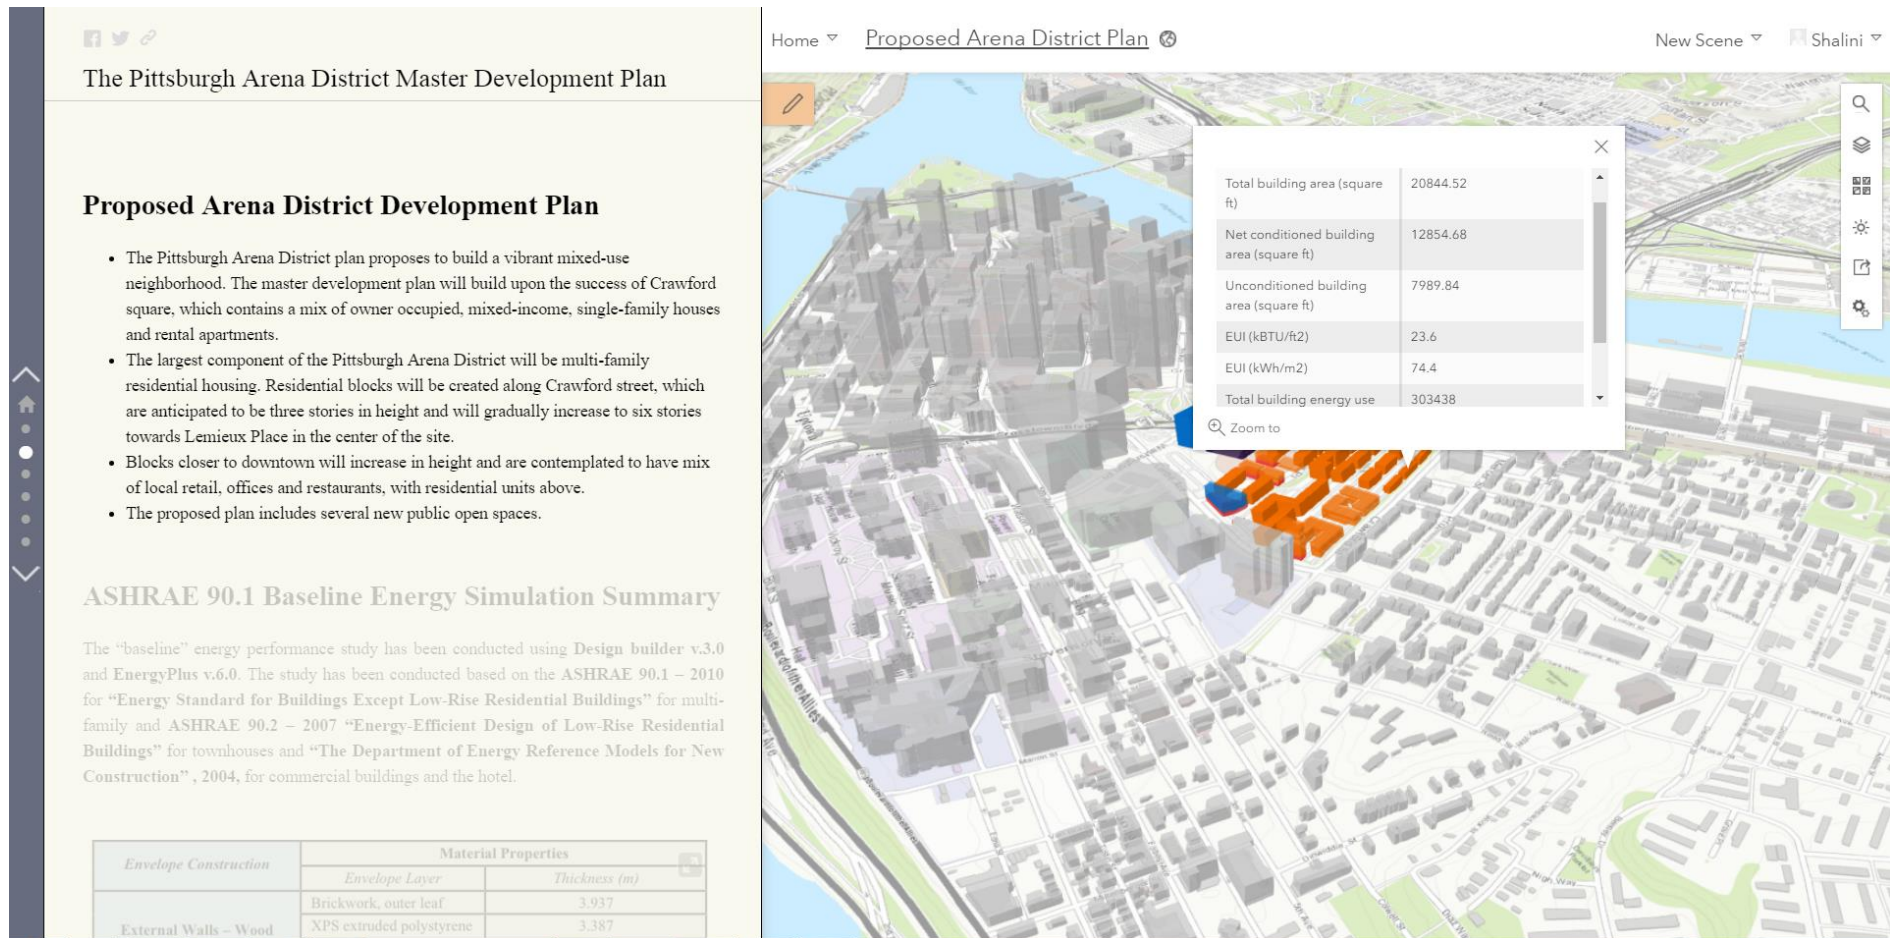 The Pittsburgh Arena District Master Development Plan
Proposed Arena District Development Plan
• The Pittsburgh Arena District plan proposes to build a vibrant mixed-use
neighborhood. The master development plan will build upon the success of Crawford
square, which contains a mix of owner occupied, mixed-income, single-family houses
and rental apartments.
• The largest component of the Pittsburgh Arena District will be multi-family
residential housing. Residential blocks will be created along Crawford street, which
are anticipated to be three stories in height and will gradually increase to six stories
towards Lemieux Place in the center of the site.
• Blocks closer to downtown will increase in height and are contemplated to have mix
of local retail, offices and restaurants, with residential units above.
• The proposed plan includes several new public open spaces.
ASHRAE 90.1 Baseline Energy Simulation Summary
The “baseline” energy performance study has been conducted using Design builder v.3.0
and EnergyPlus v.6.0. The study has been conducted based on the ASHRAE 90.1 – 2010
for “Energy Standard for Buildings Except Low-Rise Residential Buildings” for multi-
family and ASHRAE 90.2 – 2007 “Energy-Efficient Design of Low-Rise Residential
Buildings” for townhouses and “The Department of Energy Reference Models for New
Construction” , 2004, for commercial buildings and the hotel.
Envelope Construction
Material Properties
Envelope Layer
Thickness (m)
Brickwork, outer leaf
3.937
External Walls – Wood
XPS extruded polystyrene
3.387
Home
Proposed Arena District Plan
New Scene
Shalini
Total building area (square
ft)
20844.52
Net conditioned building
area (square ft)
12854.68
Unconditioned building
area (square ft)
7989.84
EUI (kBTU/ft2)
23.6
EUI (kWh/m2)
74.4
Total building energy use
303438
Zoom to
Boulevard of the Allies